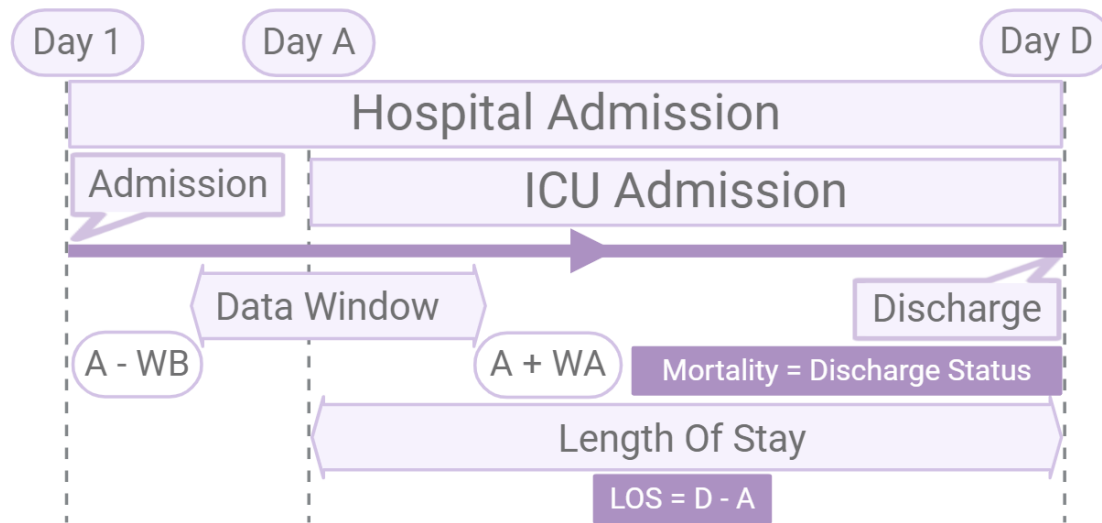 Day 1
Day A
Day D
Hospital Admission
Admission
ICU Admission
Data Window
Discharge
A - WB
A + WA
Mortality = Discharge Status
Length Of Stay
LOS = D - A